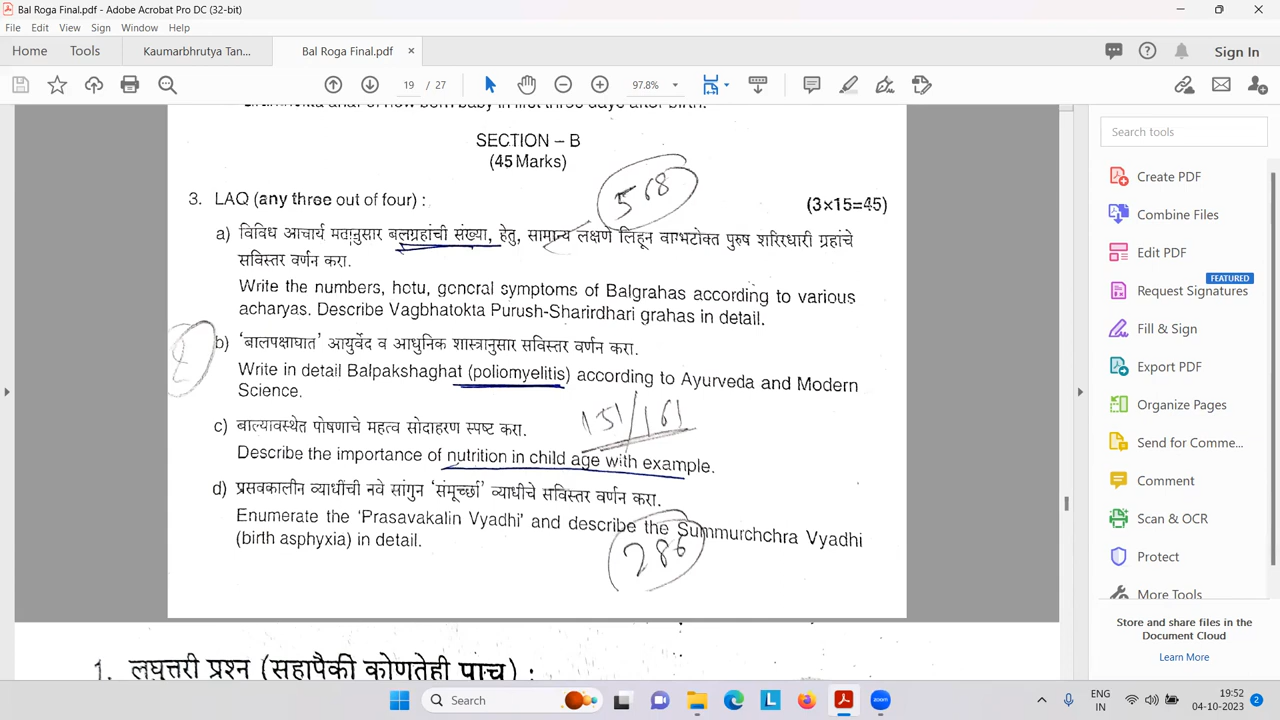 Bal Roga Final.pdf - Adobe Acrobat Pro DC (32-bit)
File Edit View Sign Window Help
Home Tools Kaumarbhrutya Tan... Bal Roga Final.pdf × Sign In
19 / 27 97.8%
SECTION – B
(45 Marks)
568
3. LAQ (any three out of four) : (3×15=45)
a) विविध आचार्य मतानुसार बलग्रहांची संख्या, हेतु, सामान्य लक्षणे लिहून वाग्भटोक्त पुरुष शरिरधारी ग्रहांचे
सविस्तर वर्णन करा.
Write the numbers, hetu, general symptoms of Balgrahas according to various
acharyas. Describe Vagbhatokta Purush-Sharirdhari grahas in detail.
b) 'बालपक्षाघात' आयुर्वेद व आधुनिक शास्त्रानुसार सविस्तर वर्णन करा.
Write in detail Balpakshaghat (poliomyelitis) according to Ayurveda and Modern
Science.
151/161
c) बाल्यावस्थेत पोषणाचे महत्व सोदाहरण स्पष्ट करा.
Describe the importance of nutrition in child age with example.
d) प्रसवकालीन व्याधींची नवे सांगुन 'संमूर्च्छा' व्याधीचे सविस्तर वर्णन करा.
Enumerate the 'Prasavakalin Vyadhi' and describe the Summurchchra Vyadhi
(birth asphyxia) in detail.
286
1. लघुत्तरी प्रश्न (सहापैकी कोणतेही पाच) :
Search tools
Create PDF
Combine Files
Edit PDF
FEATURED
Request Signatures
Fill & Sign
Export PDF
Organize Pages
Send for Comme...
Comment
Scan & OCR
Protect
More Tools
Store and share files in the
Document Cloud
Learn More
Search
ENG
IN
19:52
04-10-2023
2